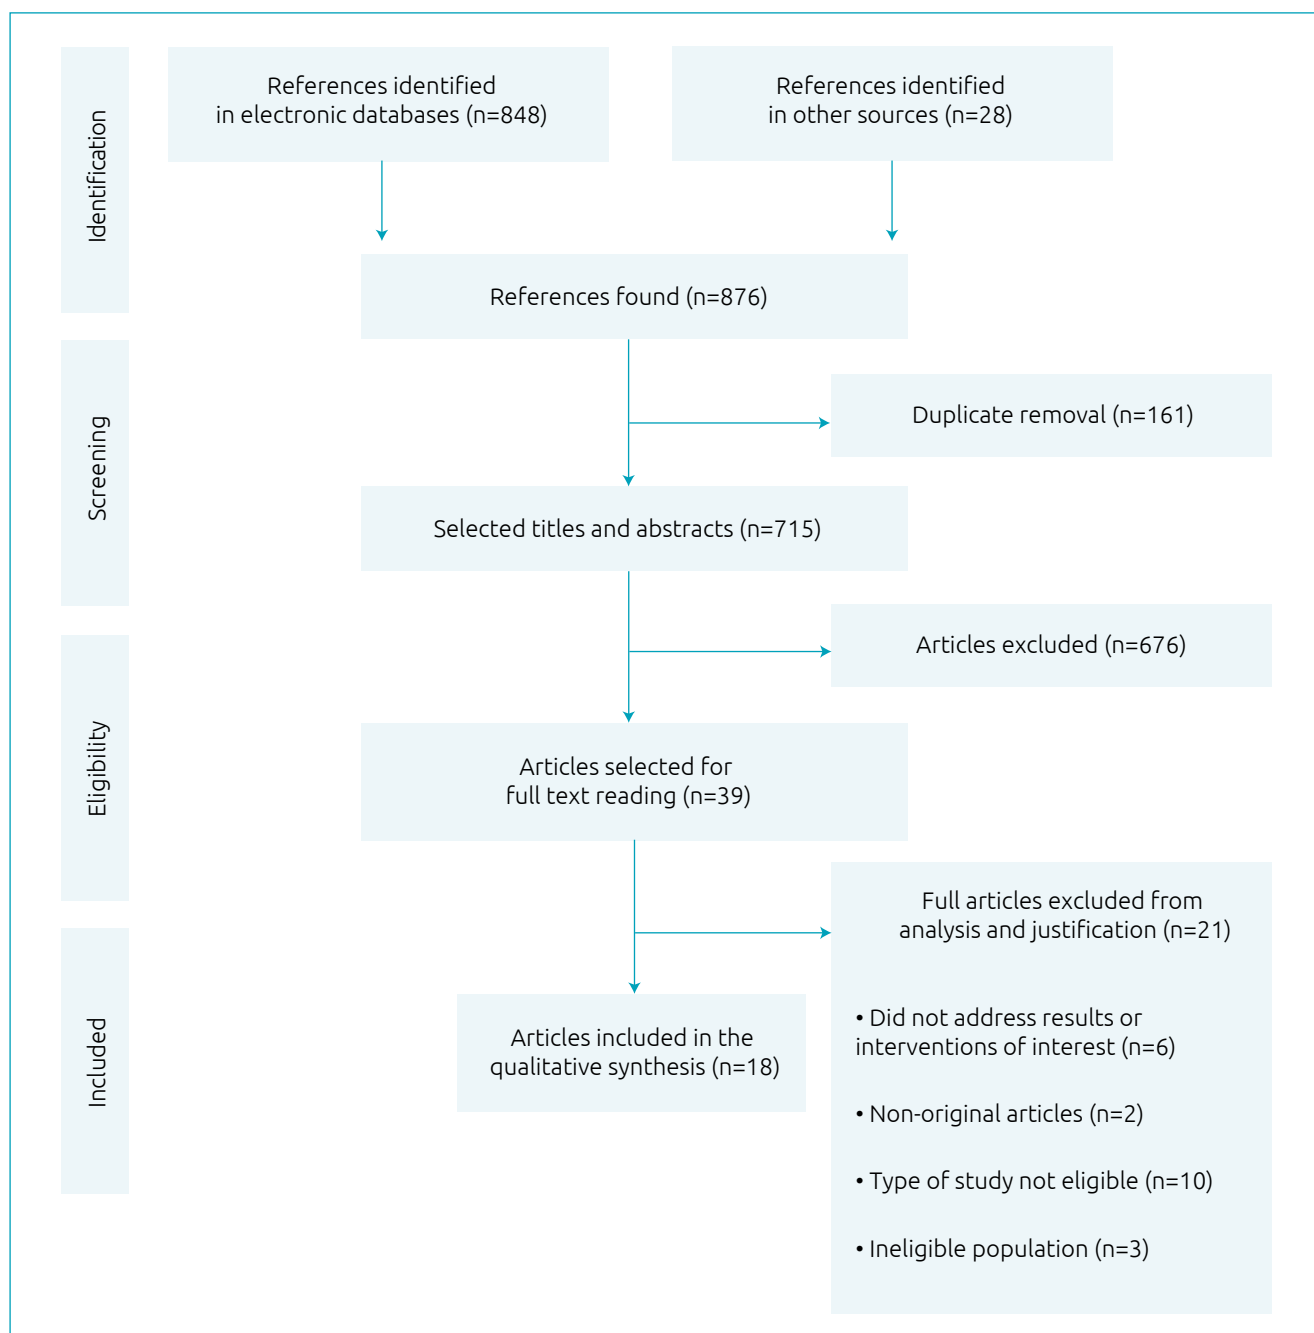 Identification
References identified
in electronic databases (n=848)
References identified
in other sources (n=28)
References found (n=876)
Screening
Duplicate removal (n=161)
Selected titles and abstracts (n=715)
Articles excluded (n=676)
Eligibility
Articles selected for
full text reading (n=39)
Full articles excluded from
analysis and justification (n=21)
• Did not address results or
interventions of interest (n=6)
• Non-original articles (n=2)
• Type of study not eligible (n=10)
• Ineligible population (n=3)
Included
Articles included in the
qualitative synthesis (n=18)